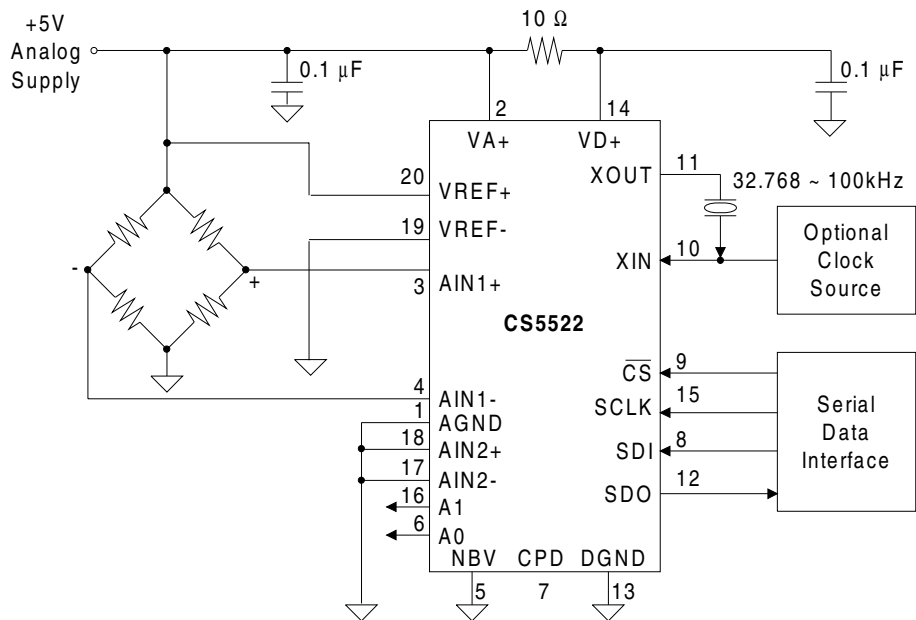 +5V
Analog
Supply
10 Ω
0.1 µF
0.1 µF
2
14
VA+
VD+
20
VREF+
19
VREF-
3
AIN1+
-
+
4
AIN1-
1
AGND
18
AIN2+
17
AIN2-
16
A1
6
A0
CS5522
XOUT
11
32.768 ~ 100kHz
XIN
10
Optional
Clock
Source
CS
9
SCLK
15
SDI
8
SDO
12
Serial
Data
Interface
NBV
CPD
DGND
5
7
13